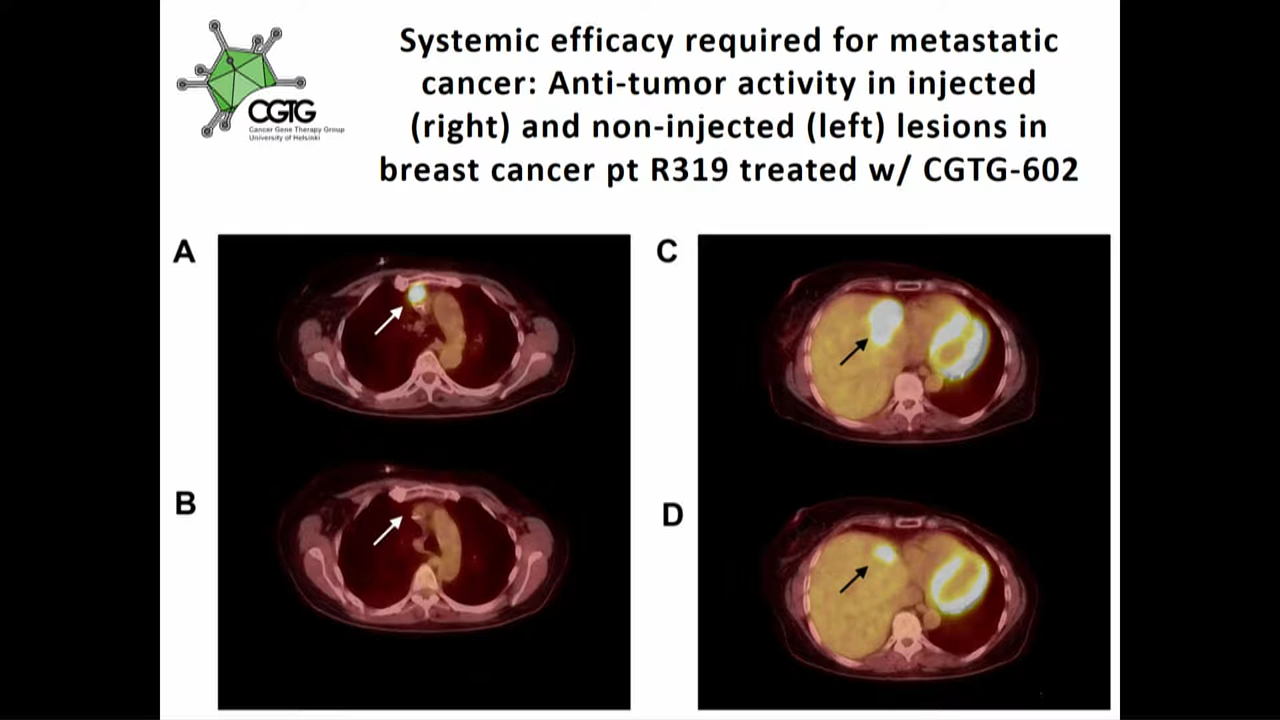 Systemic efficacy required for metastatic
cancer: Anti-tumor activity in injected
(right) and non-injected (left) lesions in
breast cancer pt R319 treated w/ CGTG-602
CGTG
Cancer Gene Therapy Group
University of Helsinki
A
C
B
D